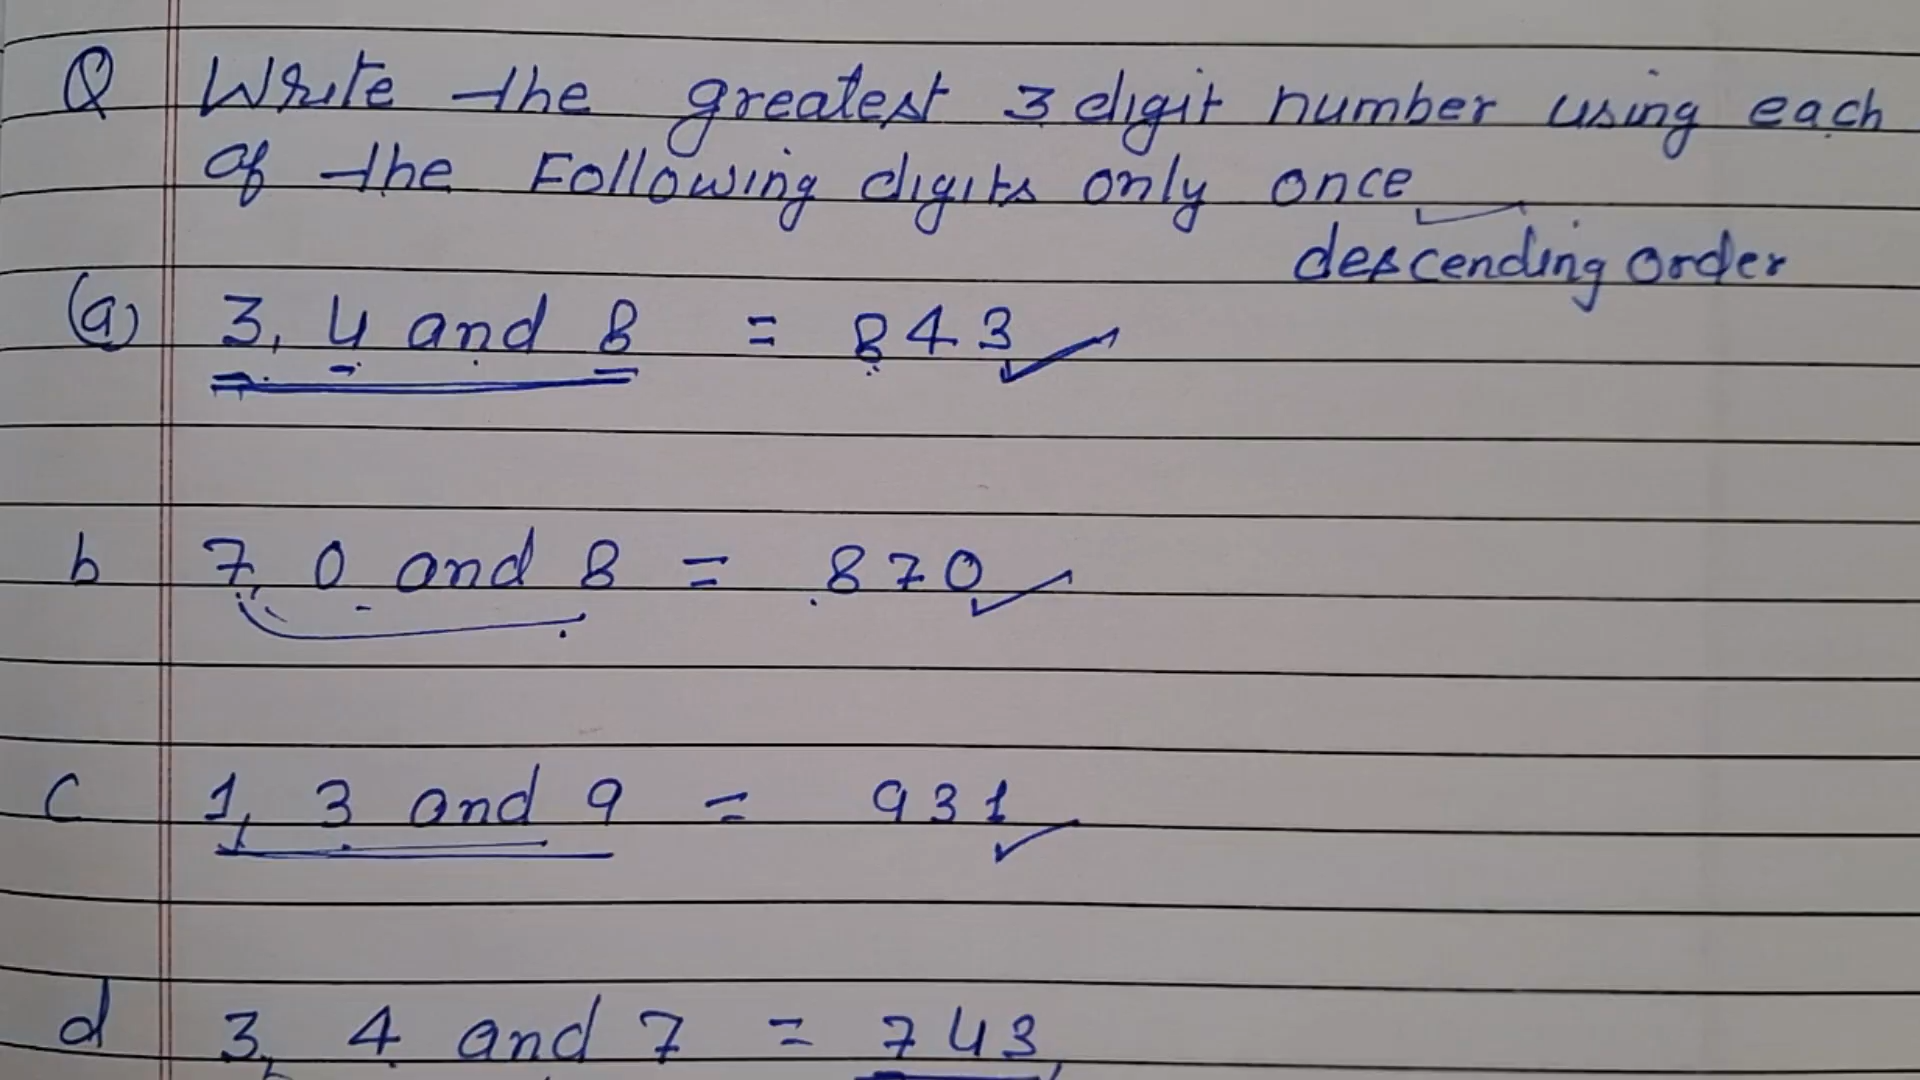 Q Write the greatest 3 digit number using each
of the Following digits only once
descending order
(a) 3, 4 and 8 = 843
b 7, 0 and 8 = 870
c 1, 3 and 9 = 931
d 3, 4 and 7 = 743